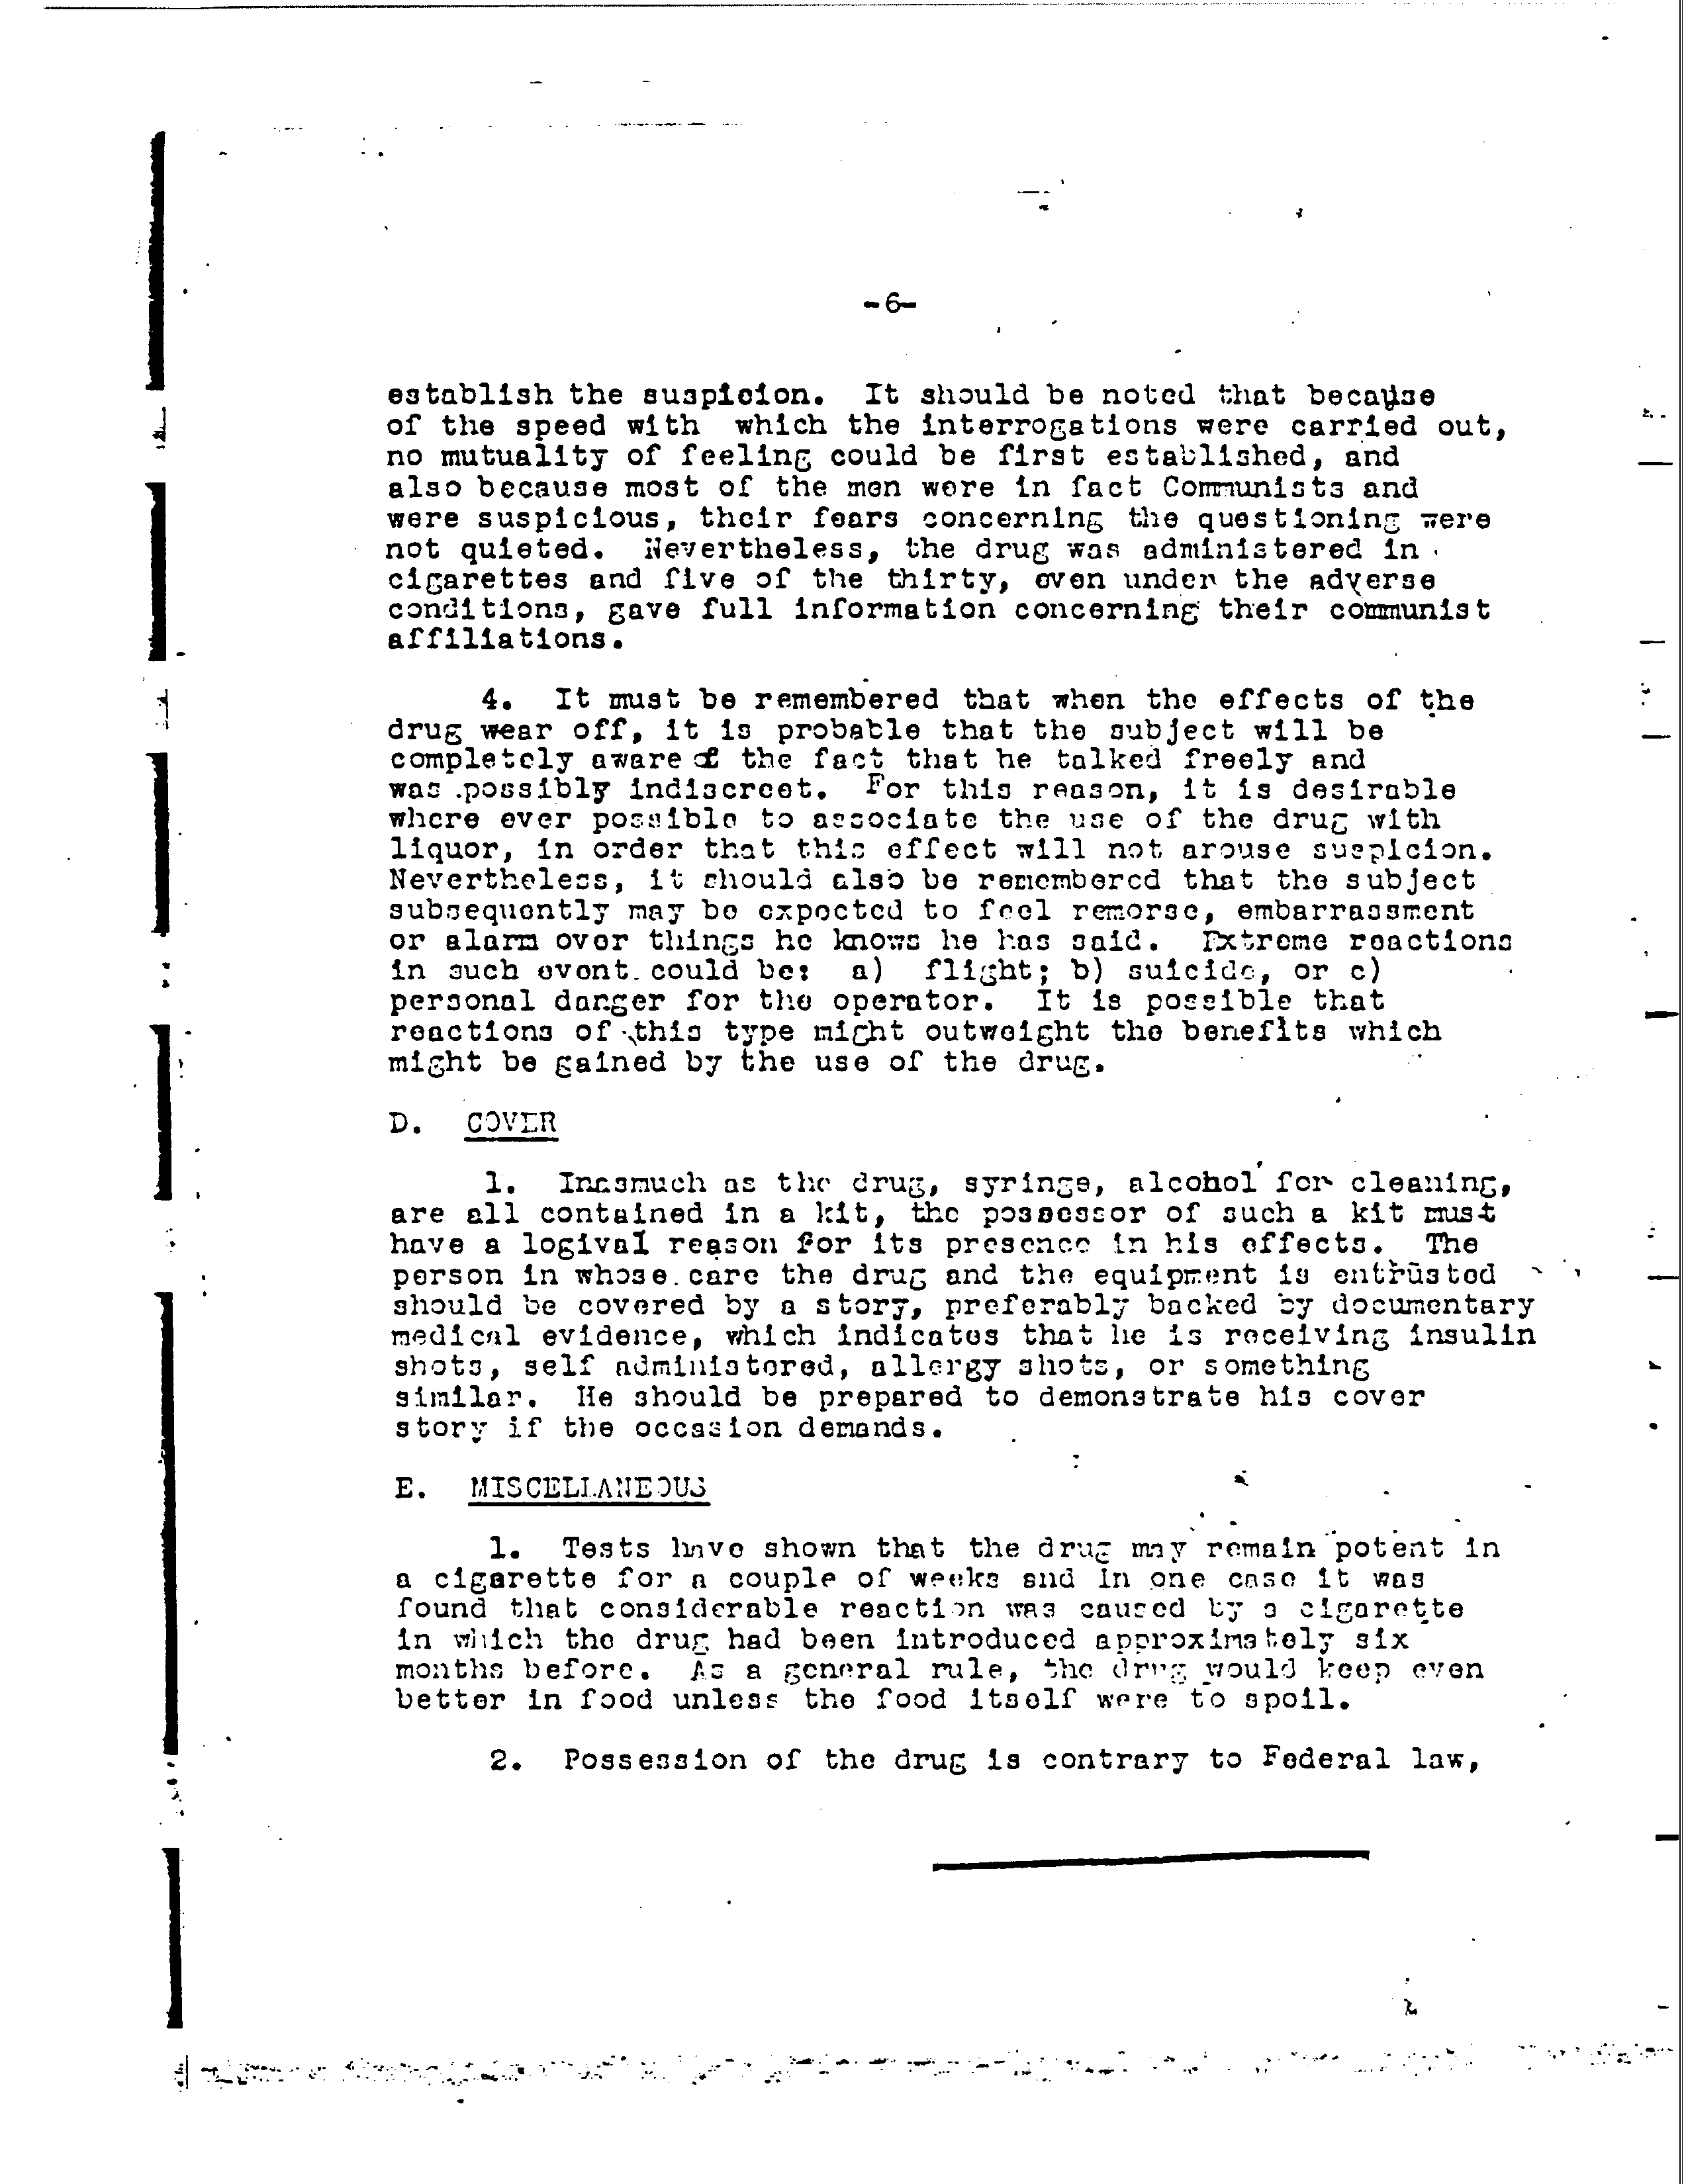 -6-
establish the suspicion. It should be noted that because
of the speed with which the interrogations were carried out,
no mutuality of feeling could be first established, and
also because most of the men were in fact Communists and
were suspicious, their fears concerning the questioning were
not quieted. Nevertheless, the drug was administered in
cigarettes and five of the thirty, even under the adverse
conditions, gave full information concerning their communist
affiliations.
4. It must be remembered that when the effects of the
drug wear off, it is probable that the subject will be
completely aware of the fact that he talked freely and
was possibly indiscreet. For this reason, it is desirable
where ever possible to associate the use of the drug with
liquor, in order that this effect will not arouse suspicion.
Nevertheless, it should also be remembered that the subject
subsequently may be expected to feel remorse, embarrassment
or alarm over things he knows he has said. Extreme reactions
in such event could be: a) flight; b) suicide, or c)
personal danger for the operator. It is possible that
reactions of this type might outweight the benefits which
might be gained by the use of the drug.
D. COVER
1. Inasmuch as the drug, syringe, alcohol for cleaning,
are all contained in a kit, the possessor of such a kit must
have a logival reason for its presence in his effects. The
person in whose care the drug and the equipment is entrusted
should be covered by a story, preferably backed by documentary
medical evidence, which indicates that he is receiving insulin
shots, self administered, allergy shots, or something
similar. He should be prepared to demonstrate his cover
story if the occasion demands.
E. MISCELLANEOUS
1. Tests have shown that the drug may remain potent in
a cigarette for a couple of weeks and in one case it was
found that considerable reaction was caused by a cigarette
in which the drug had been introduced approximately six
months before. As a general rule, the drug would keep even
better in food unless the food itself were to spoil.
2. Possession of the drug is contrary to Federal law,